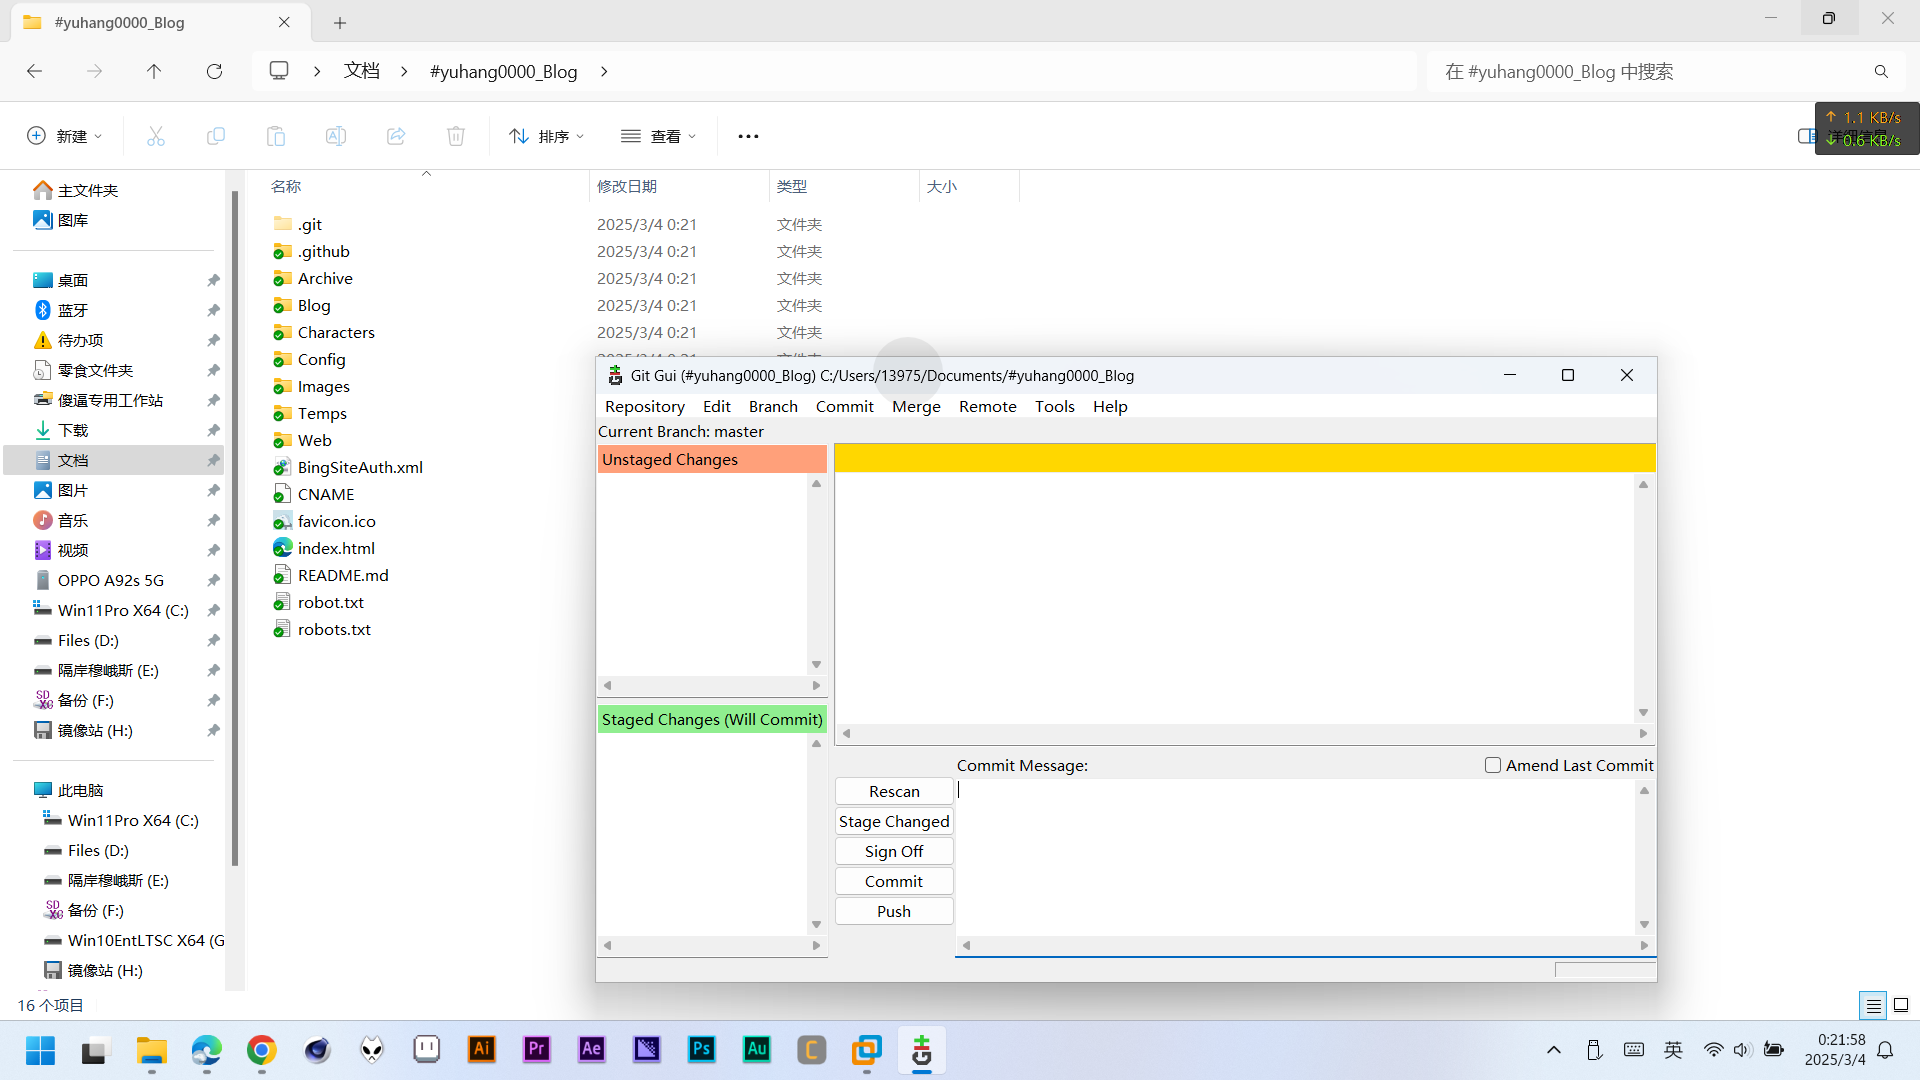 #yuhang0000_Blog
文档
#yuhang0000_Blog
在 #yuhang0000_Blog 中搜索
新建
排序
查看
1.1 KB/s
0.6 KB/s
详细信息
主文件夹
图库
桌面
蓝牙
待办项
零食文件夹
傻逼专用工作站
下载
文档
图片
音乐
视频
OPPO A92s 5G
Win11Pro X64 (C:)
Files (D:)
隔岸穆峨斯 (E:)
备份 (F:)
镜像站 (H:)
此电脑
Win11Pro X64 (C:)
Files (D:)
隔岸穆峨斯 (E:)
备份 (F:)
Win10EntLTSC X64 (G
镜像站 (H:)
16 个项目
名称 修改日期 类型 大小
.git 2025/3/4 0:21 文件夹
.github 2025/3/4 0:21 文件夹
Archive 2025/3/4 0:21 文件夹
Blog 2025/3/4 0:21 文件夹
Characters 2025/3/4 0:21 文件夹
Config
Images
Temps
Web
BingSiteAuth.xml
CNAME
favicon.ico
index.html
README.md
robot.txt
robots.txt
Git Gui (#yuhang0000_Blog) C:/Users/13975/Documents/#yuhang0000_Blog
Repository Edit Branch Commit Merge Remote Tools Help
Current Branch: master
Unstaged Changes
Staged Changes (Will Commit)
Commit Message:
Amend Last Commit
Rescan
Stage Changed
Sign Off
Commit
Push
Ai
Pr
Ae
Ps
Au
C
英
0:21:58
2025/3/4